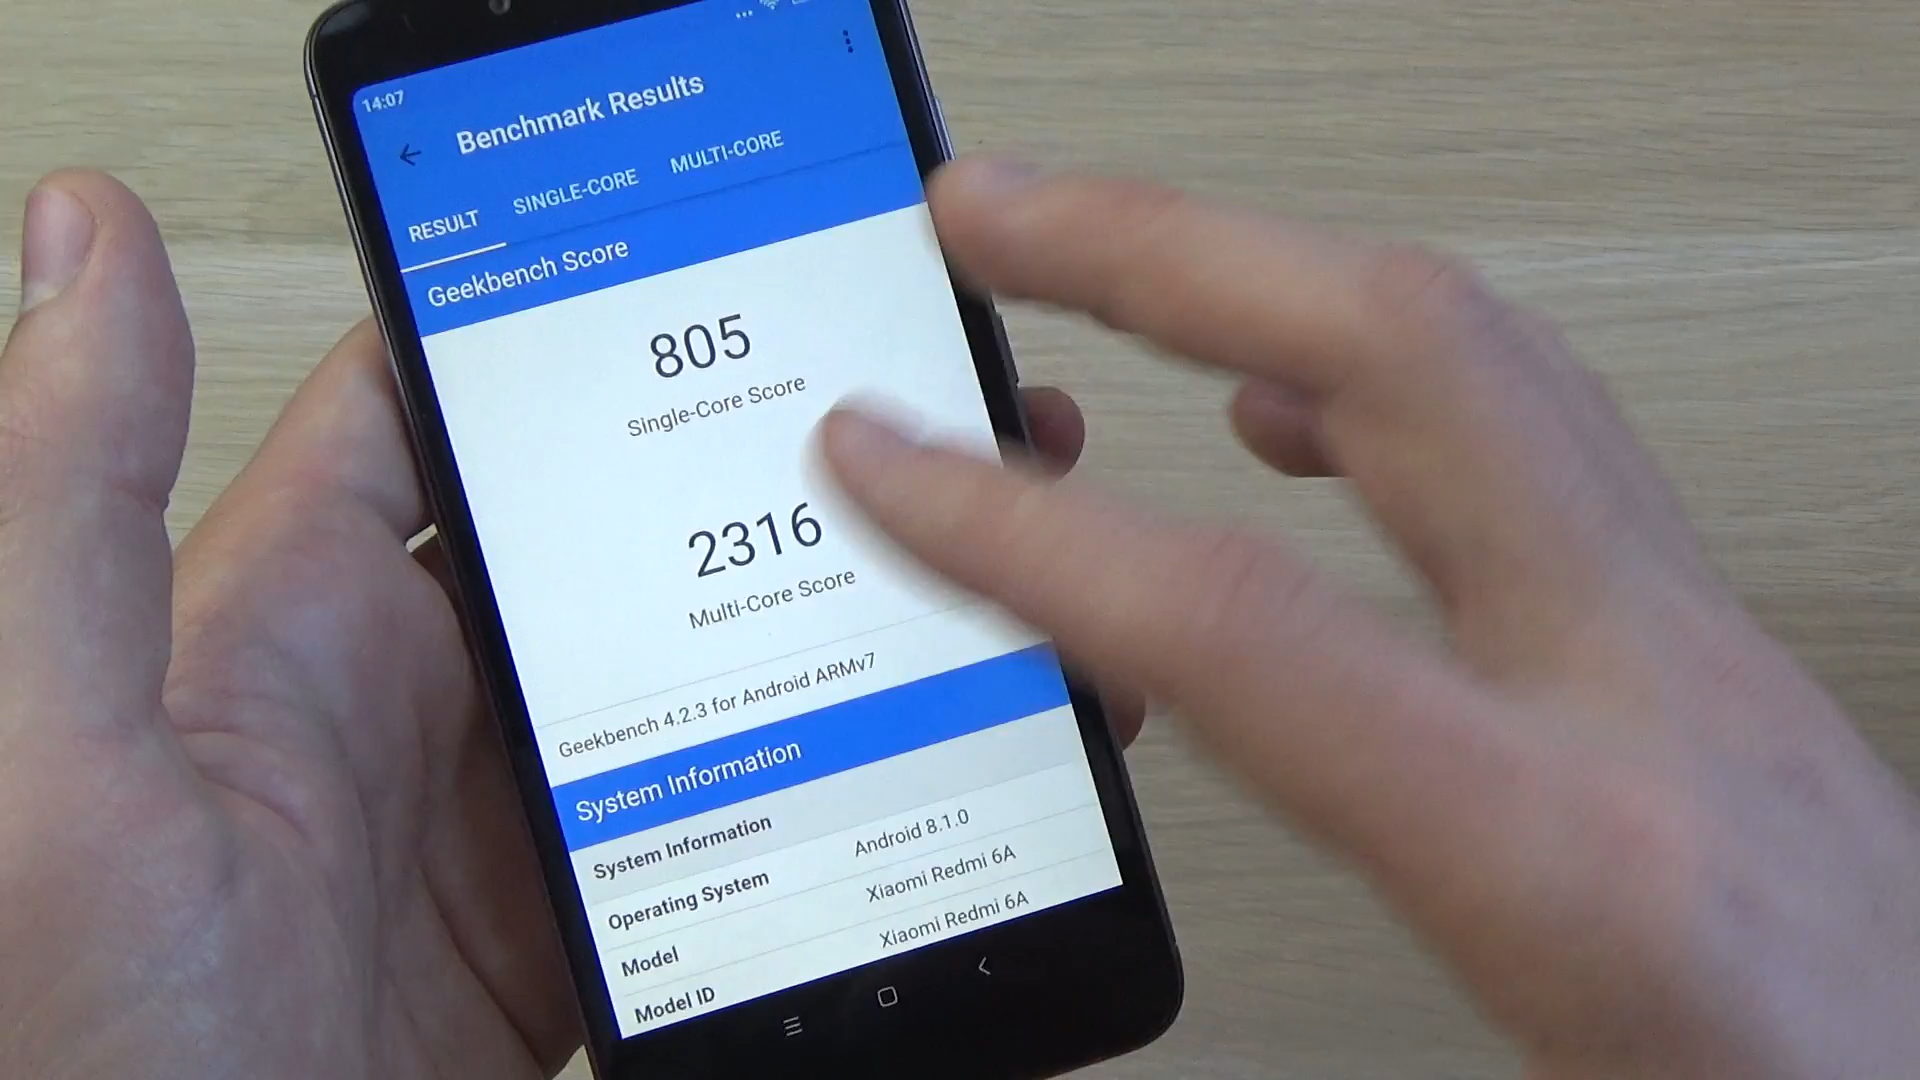 14:07
Benchmark Results
RESULT SINGLE-CORE MULTI-CORE
Geekbench Score
805
Single-Core Score
2316
Multi-Core Score
Geekbench 4.2.3 for Android ARMv7
System Information
System Information
Operating System Android 8.1.0
Model Xiaomi Redmi 6A
Model ID Xiaomi Redmi 6A